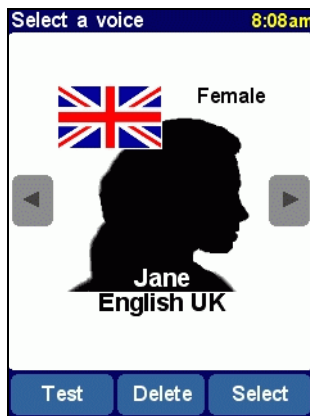 Select a voice 8:08am
Female
Jane
English UK
Test Delete Select